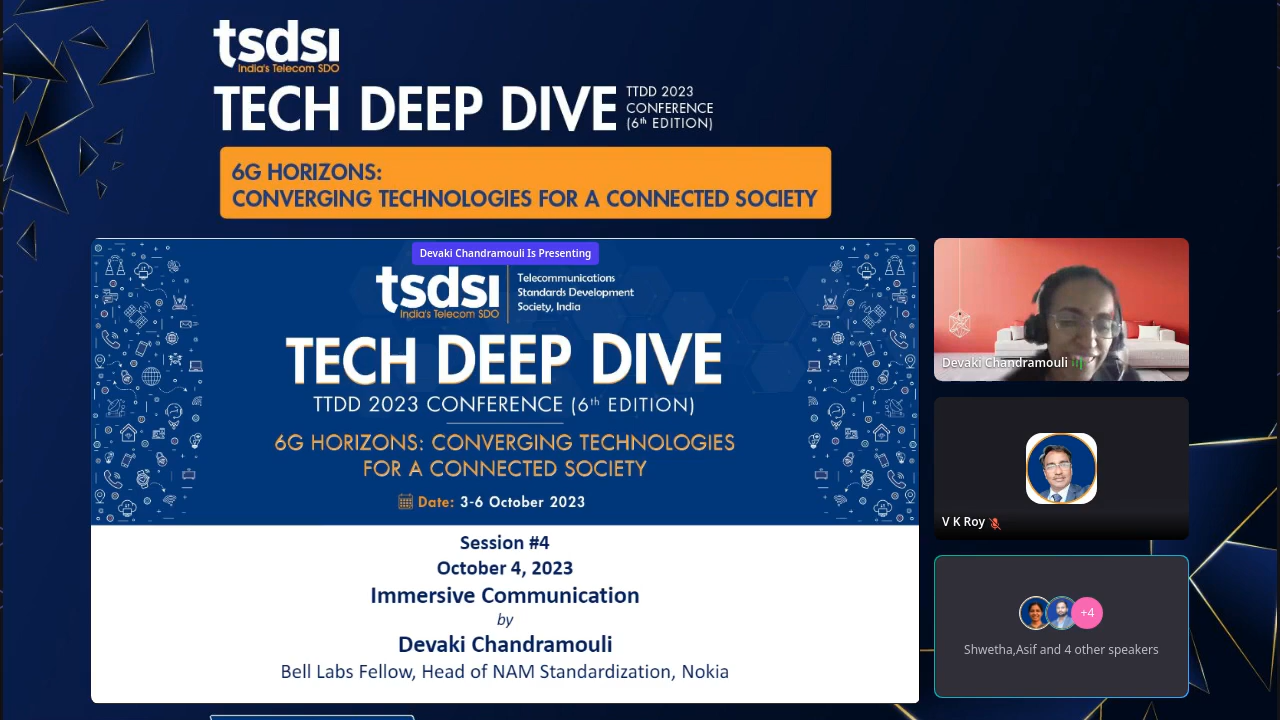 tsdsi
India's Telecom SDO
TECH DEEP DIVE
TTDD 2023
CONFERENCE
(6th EDITION)
6G HORIZONS:
CONVERGING TECHNOLOGIES FOR A CONNECTED SOCIETY
Devaki Chandramouli Is Presenting
tsdsi
India's Telecom SDO
Telecommunications
Standards Development
Society, India
TECH DEEP DIVE
TTDD 2023 CONFERENCE (6th EDITION)
6G HORIZONS: CONVERGING TECHNOLOGIES
FOR A CONNECTED SOCIETY
Date: 3-6 October 2023
Session #4
October 4, 2023
Immersive Communication
by
Devaki Chandramouli
Bell Labs Fellow, Head of NAM Standardization, Nokia
Devaki Chandramouli
V K Roy
+4
Shwetha,Asif and 4 other speakers